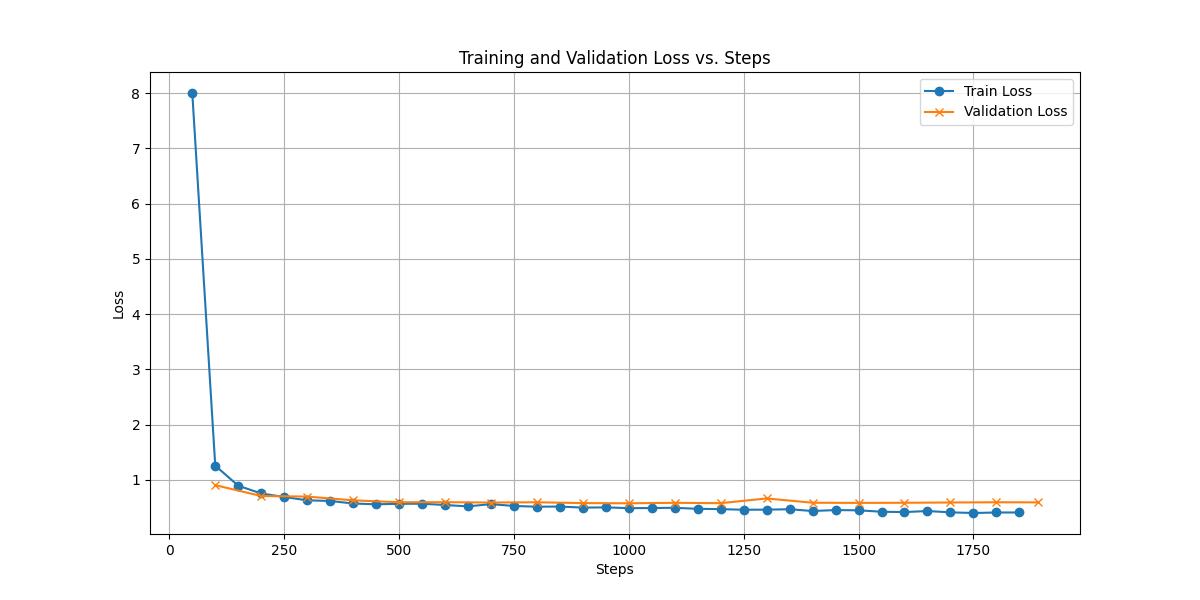 Training and Validation Loss vs. Steps
Train Loss
Validation Loss
8
7
6
5
4
3
2
1
Loss
0 250 500 750 1000 1250 1500 1750
Steps